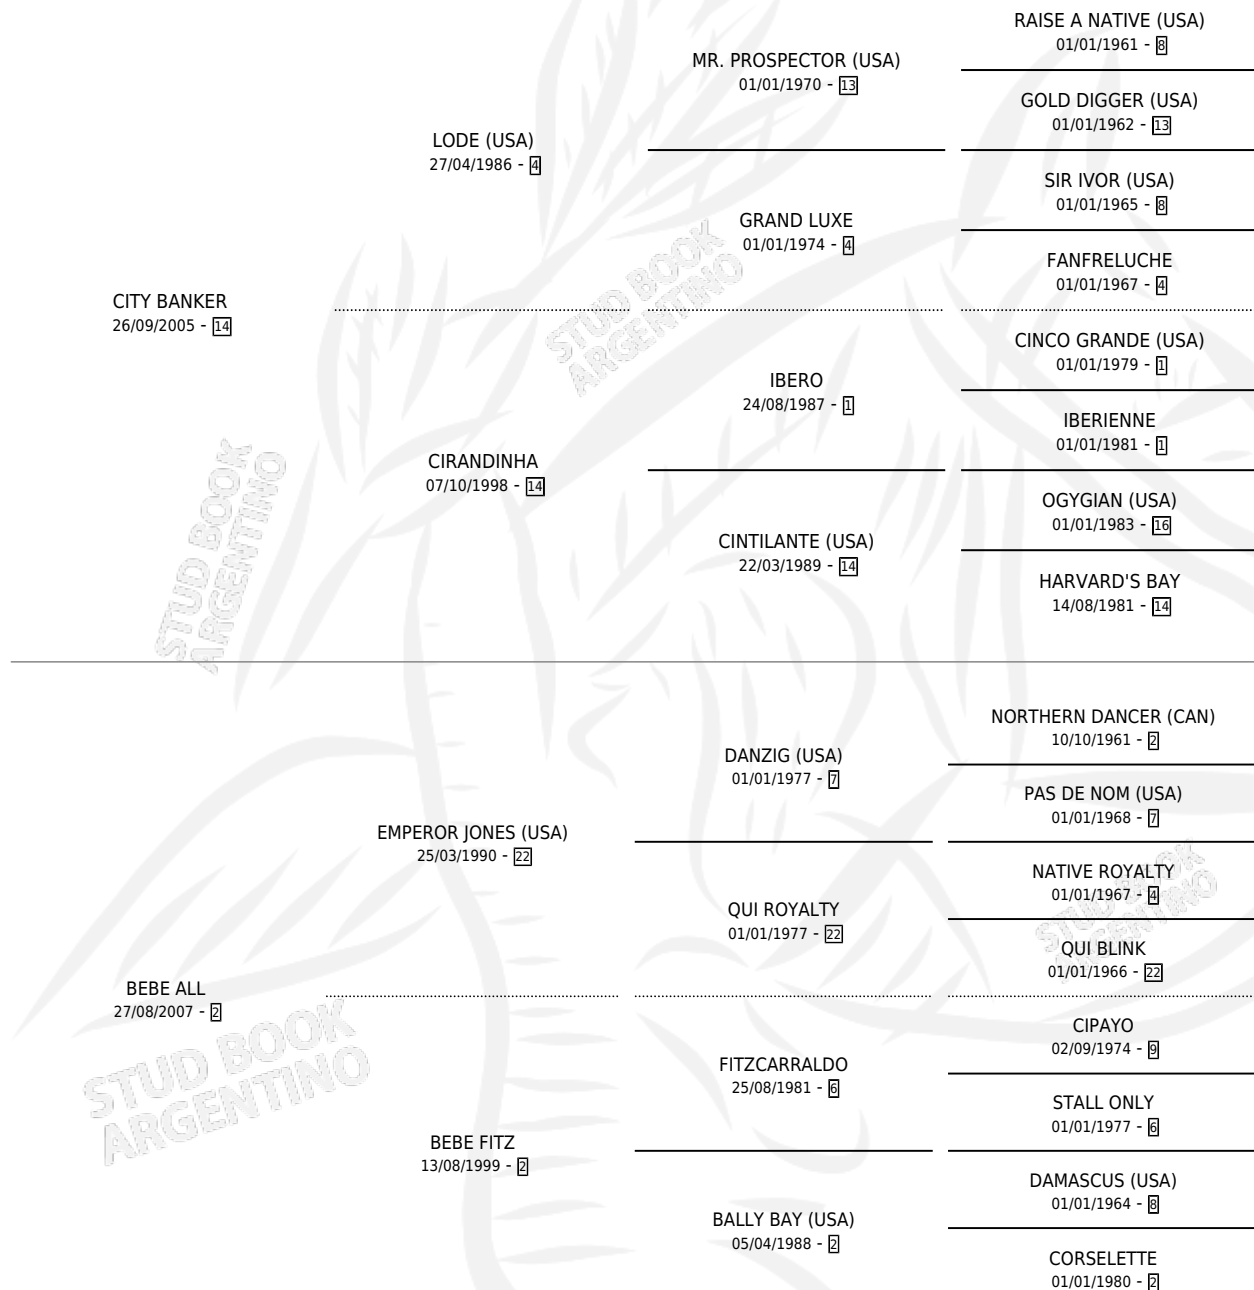 RAISE A NATIVE (USA)
01/01/1961 - 8
MR. PROSPECTOR (USA)
01/01/1970 - 13
GOLD DIGGER (USA)
01/01/1962 - 13
LODE (USA)
27/04/1986 - 4
SIR IVOR (USA)
01/01/1965 - 8
GRAND LUXE
01/01/1974 - 4
FANFRELUCHE
01/01/1967 - 4
CITY BANKER
26/09/2005 - 14
STUD BOOK
ARGENTINO
CINCO GRANDE (USA)
01/01/1979 - 1
IBERO
24/08/1987 - 1
IBERIENNE
01/01/1981 - 1
CIRANDINHA
07/10/1998 - 14
OGYGIAN (USA)
01/01/1983 - 16
CINTILANTE (USA)
22/03/1989 - 14
HARVARD'S BAY
14/08/1981 - 14
STUD BOOK
ARGENTINO
NORTHERN DANCER (CAN)
10/10/1961 - 2
DANZIG (USA)
01/01/1977 - 7
PAS DE NOM (USA)
01/01/1968 - 7
EMPEROR JONES (USA)
25/03/1990 - 22
NATIVE ROYALTY
01/01/1967 - 4
QUI ROYALTY
01/01/1977 - 22
QUI BLINK
01/01/1966 - 22
STUD BOOK
ARGENTINO
BEBE ALL
27/08/2007 - 2
STUD BOOK
ARGENTINO
CIPAYO
02/09/1974 - 9
FITZCARRALDO
25/08/1981 - 6
STALL ONLY
01/01/1977 - 6
BEBE FITZ
13/08/1999 - 2
DAMASCUS (USA)
01/01/1964 - 8
BALLY BAY (USA)
05/04/1988 - 2
CORSELETTE
01/01/1980 - 2